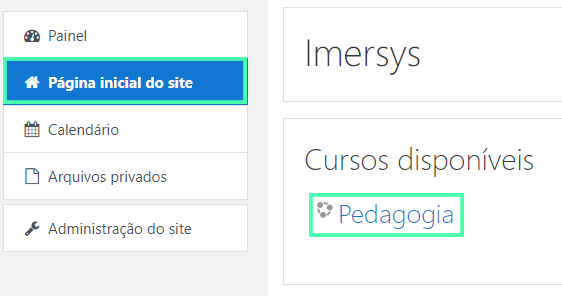 Painel
Página inicial do site
Calendário
Arquivos privados
Administração do site
Imersys
Cursos disponíveis
Pedagogia